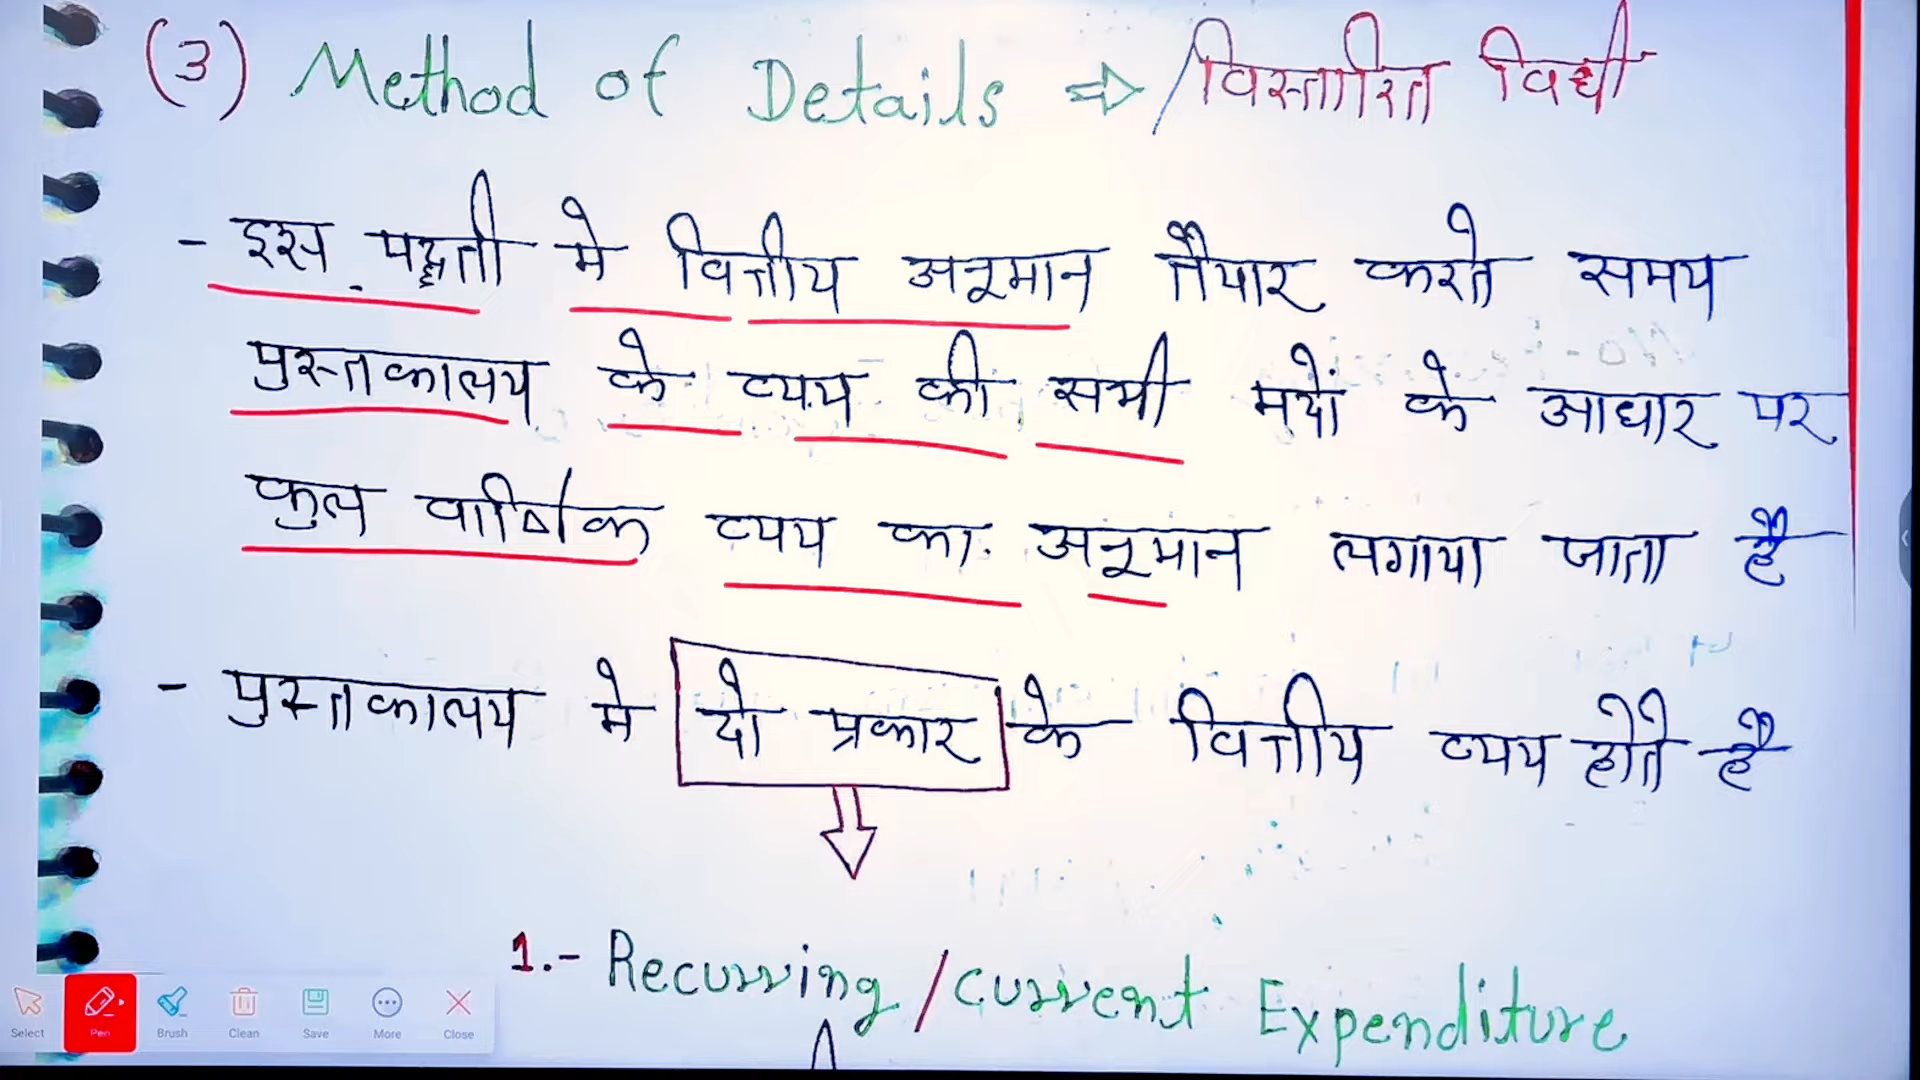 (3) Method of Details ⇒ विस्तारित विधी
- इस पद्धती मे वित्तीय अनूमान तैयार करते समय
पुस्तकालय के व्यय की सभी मदों के आधार पर
कुल वार्षिक व्यय का अनूमान लगाया जाता है
- पुस्तकालय मे दो प्रकार के वित्तीय व्यय होते है
1.- Recurring / Current Expenditure
Select Pen Brush Clean Save More Close